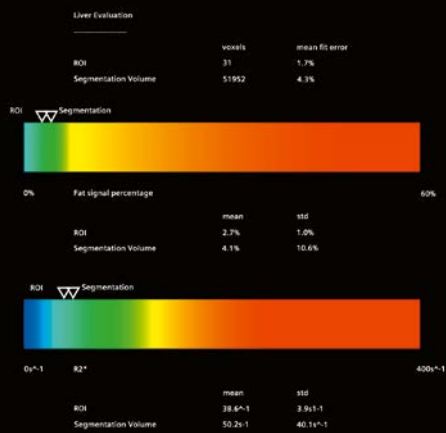 Liver Evaluation
voxels mean fit error
ROI 31 1.7%
Segmentation Volume 51952 4.3%
ROI Segmentation
0% Fat signal percentage 60%
mean std
ROI 2.7% 1.0%
Segmentation Volume 4.1% 10.6%
ROI Segmentation
0s^-1 R2* 400s^-1
mean std
ROI 38.6^-1 3.9s1-1
Segmentation Volume 50.2s-1 40.1s^-1